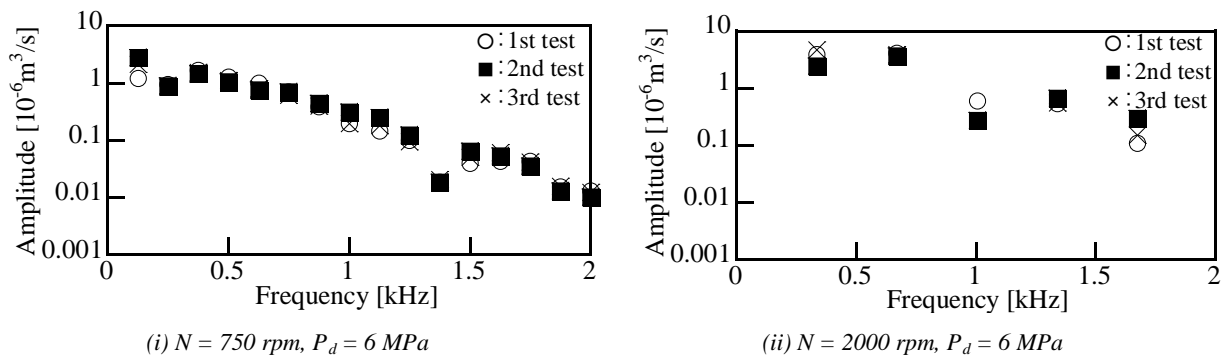 10
1
0.1
0.01
0.001
Amplitude [10⁻⁶m³/s]
○:1st test
■:2nd test
×:3rd test
0
0.5
1
1.5
2
Frequency [kHz]
(i) N = 750 rpm, P_d = 6 MPa
10
1
0.1
0.01
0.001
Amplitude [10⁻⁶m³/s]
○:1st test
■:2nd test
×:3rd test
0
0.5
1
1.5
2
Frequency [kHz]
(ii) N = 2000 rpm, P_d = 6 MPa